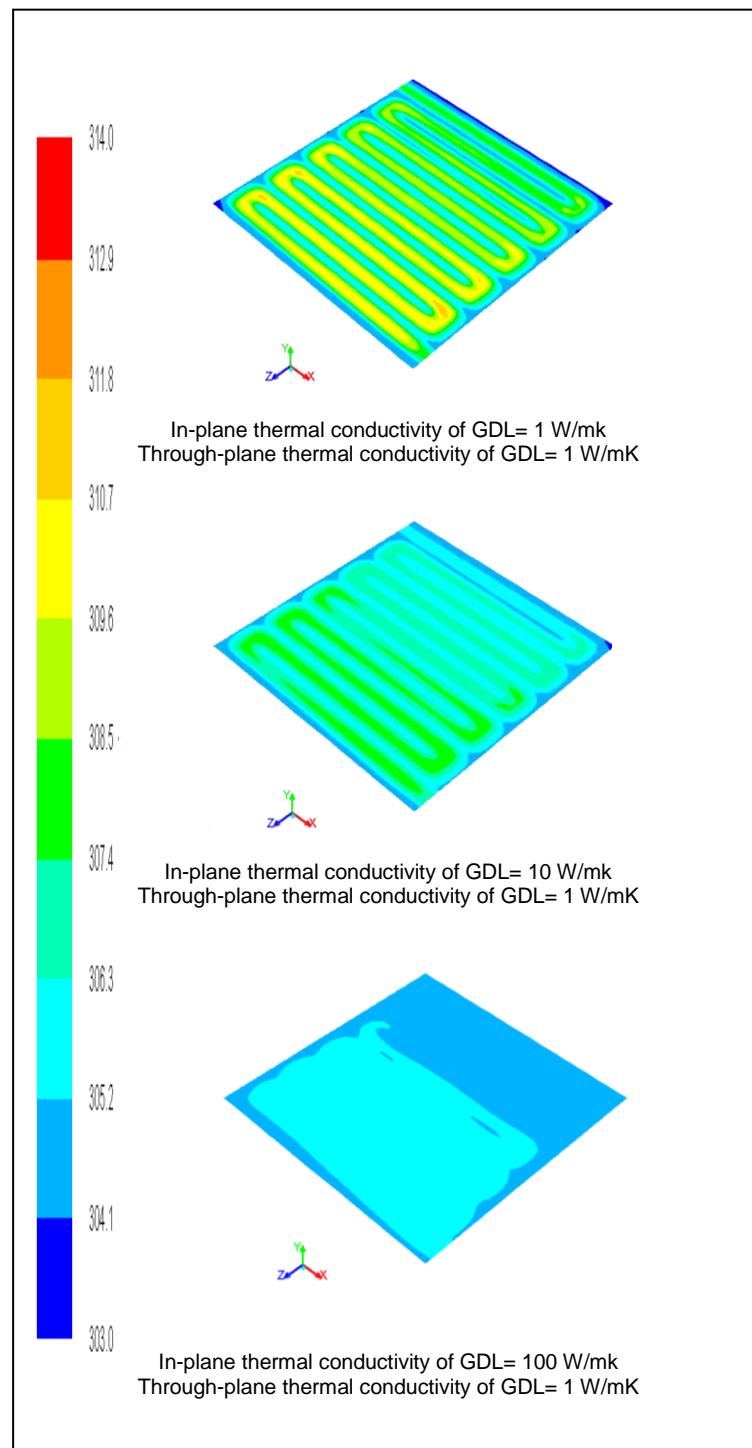 314.0
312.9
311.8
310.7
309.6
308.5
307.4
306.3
305.2
304.1
303.0
Y
Z X
In-plane thermal conductivity of GDL= 1 W/mk
Through-plane thermal conductivity of GDL= 1 W/mK
Y
Z X
In-plane thermal conductivity of GDL= 10 W/mk
Through-plane thermal conductivity of GDL= 1 W/mK
Y
Z X
In-plane thermal conductivity of GDL= 100 W/mk
Through-plane thermal conductivity of GDL= 1 W/mK